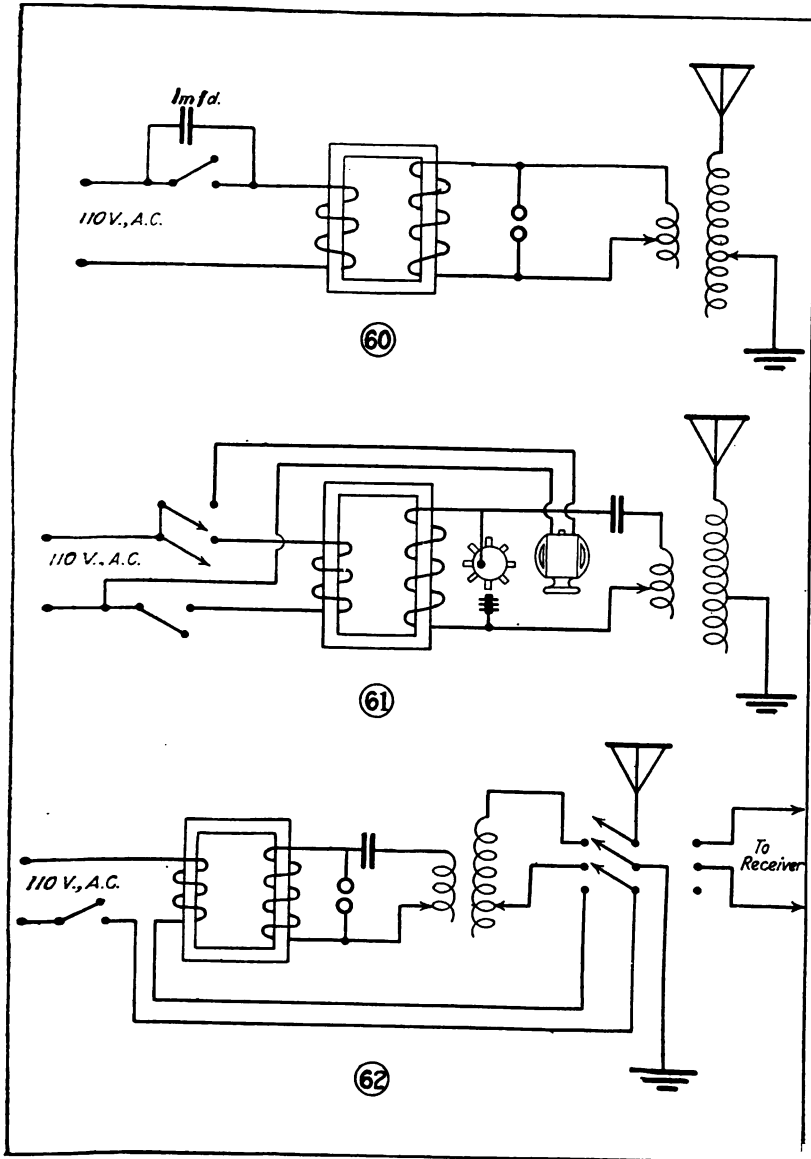 1 mfd.
110 V., A.C.
60
110 V., A.C.
61
110 V., A.C.
To
Receiver
62